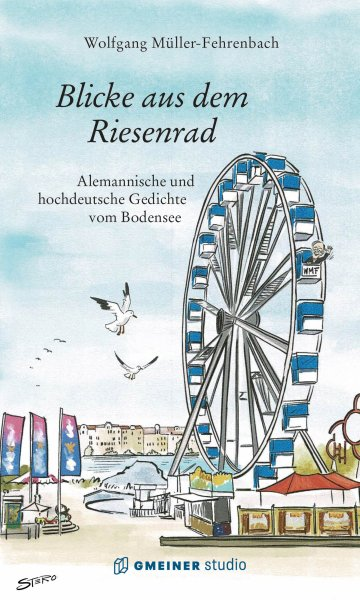 Wolfgang Müller-Fehrenbach
Blicke aus dem
Riesenrad
Alemannische und
hochdeutsche Gedichte
vom Bodensee
WMF
GMEINER studio
STERO